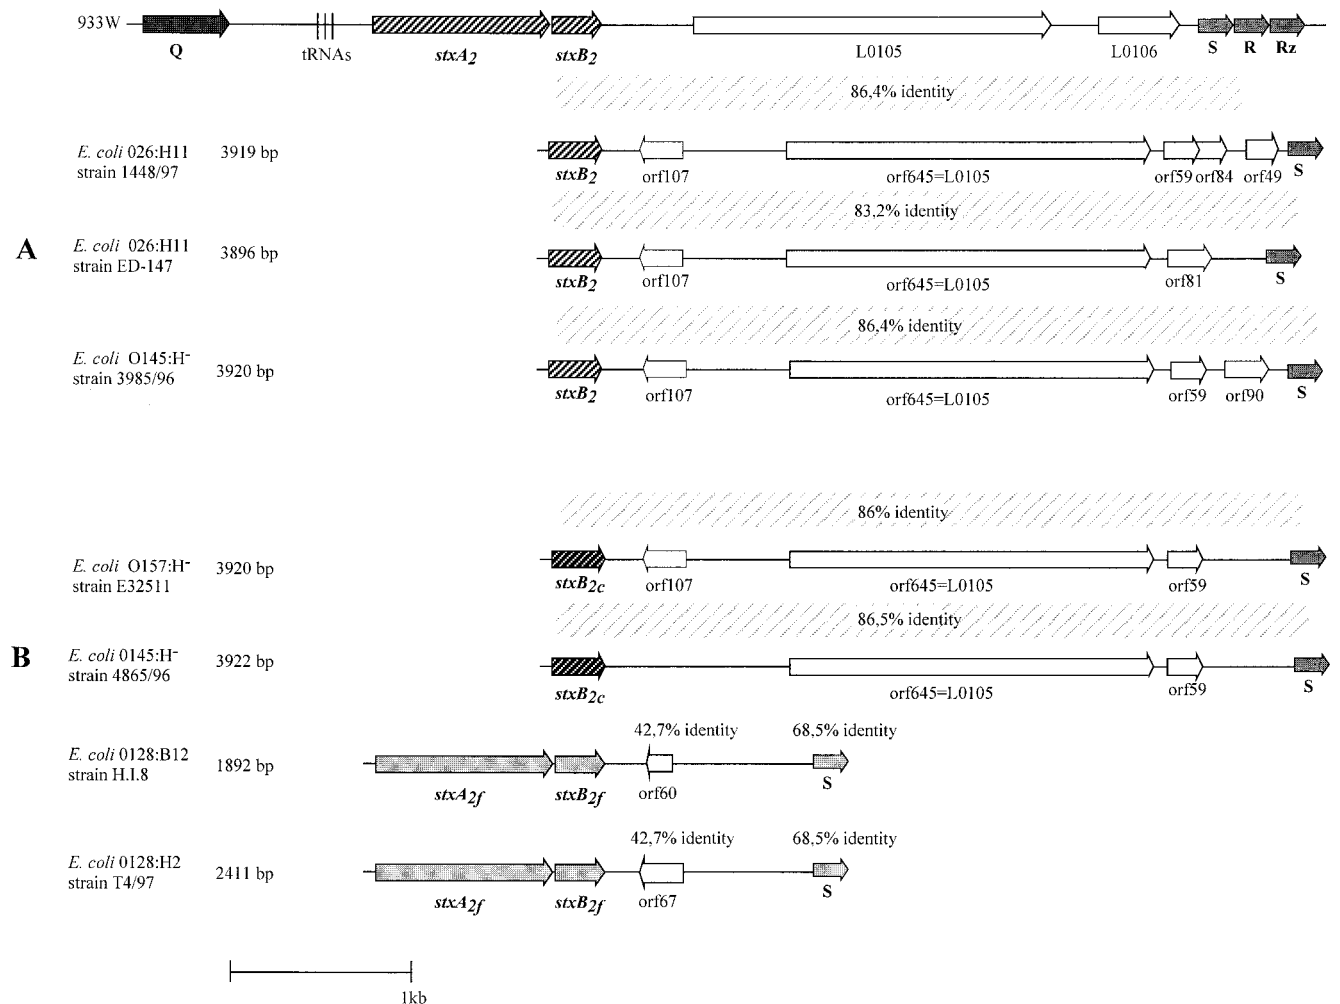 933W
Q
tRNAs
stxA2
stxB2
L0105
L0106
S
R
Rz
86,4% identity
E. coli 026:H11
strain 1448/97
3919 bp
stxB2
orf107
orf645=L0105
orf59
orf84
orf49
S
83,2% identity
A
E. coli 026:H11
strain ED-147
3896 bp
stxB2
orf107
orf645=L0105
orf81
S
86,4% identity
E. coli O145:H-
strain 3985/96
3920 bp
stxB2
orf107
orf645=L0105
orf59
orf90
S
86% identity
E. coli O157:H-
strain E32511
3920 bp
stxB2c
orf107
orf645=L0105
orf59
S
86,5% identity
B
E. coli 0145:H-
strain 4865/96
3922 bp
stxB2c
orf645=L0105
orf59
S
42,7% identity
68,5% identity
E. coli 0128:B12
strain H.I.8
1892 bp
stxA2f
stxB2f
orf60
S
42,7% identity
68,5% identity
E. coli 0128:H2
strain T4/97
2411 bp
stxA2f
stxB2f
orf67
S
1kb